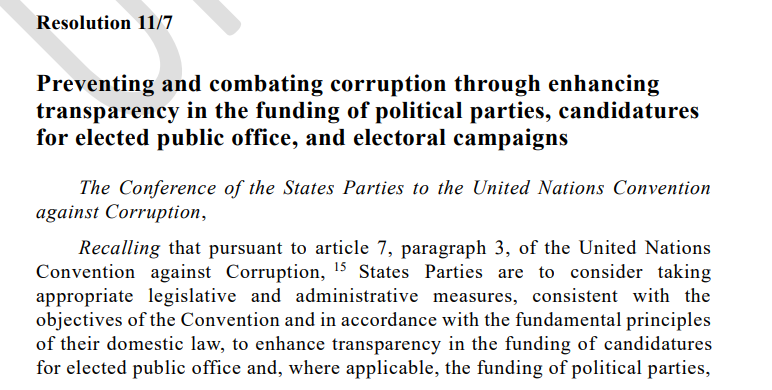 Resolution 11/7
Preventing and combating corruption through enhancing
transparency in the funding of political parties, candidatures
for elected public office, and electoral campaigns
The Conference of the States Parties to the United Nations Convention
against Corruption,
Recalling that pursuant to article 7, paragraph 3, of the United Nations
Convention against Corruption, 15 States Parties are to consider taking
appropriate legislative and administrative measures, consistent with the
objectives of the Convention and in accordance with the fundamental principles
of their domestic law, to enhance transparency in the funding of candidatures
for elected public office and, where applicable, the funding of political parties,